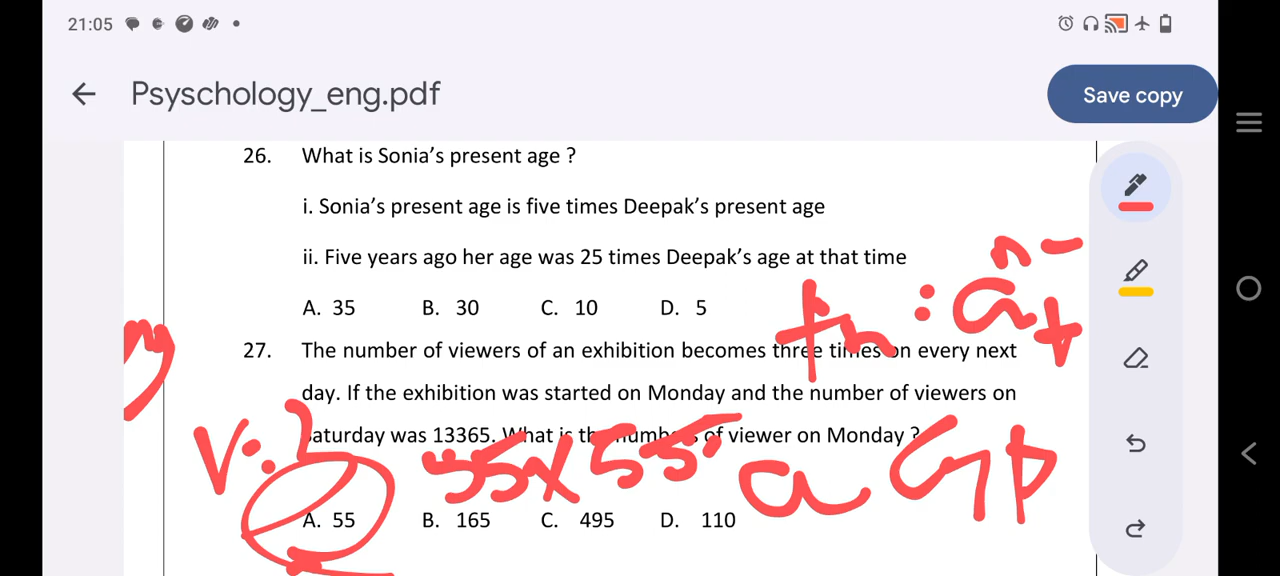 21:05
Psyschology_eng.pdf
Save copy
26. What is Sonia's present age ?
i. Sonia's present age is five times Deepak's present age
ii. Five years ago her age was 25 times Deepak's age at that time
A. 35 B. 30 C. 10 D. 5
27. The number of viewers of an exhibition becomes three times on every next
day. If the exhibition was started on Monday and the number of viewers on
Saturday was 13365. What is the number of viewer on Monday ?
55 a GP
A. 55 B. 165 C. 495 D. 110